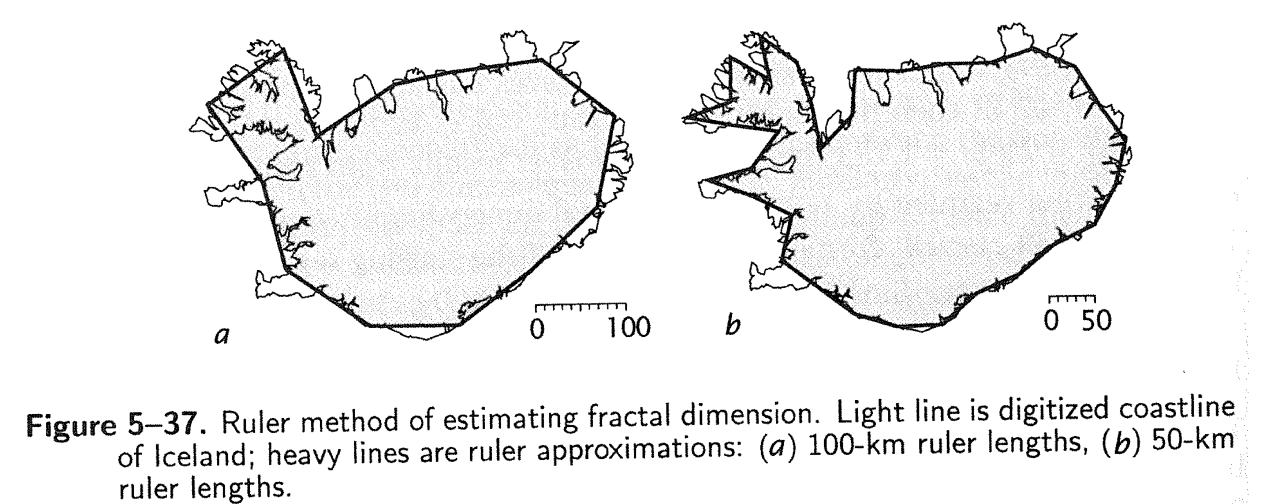 a
0 100
b
0 50
Figure 5–37. Ruler method of estimating fractal dimension. Light line is digitized coastline
of Iceland; heavy lines are ruler approximations: (a) 100-km ruler lengths, (b) 50-km
ruler lengths.